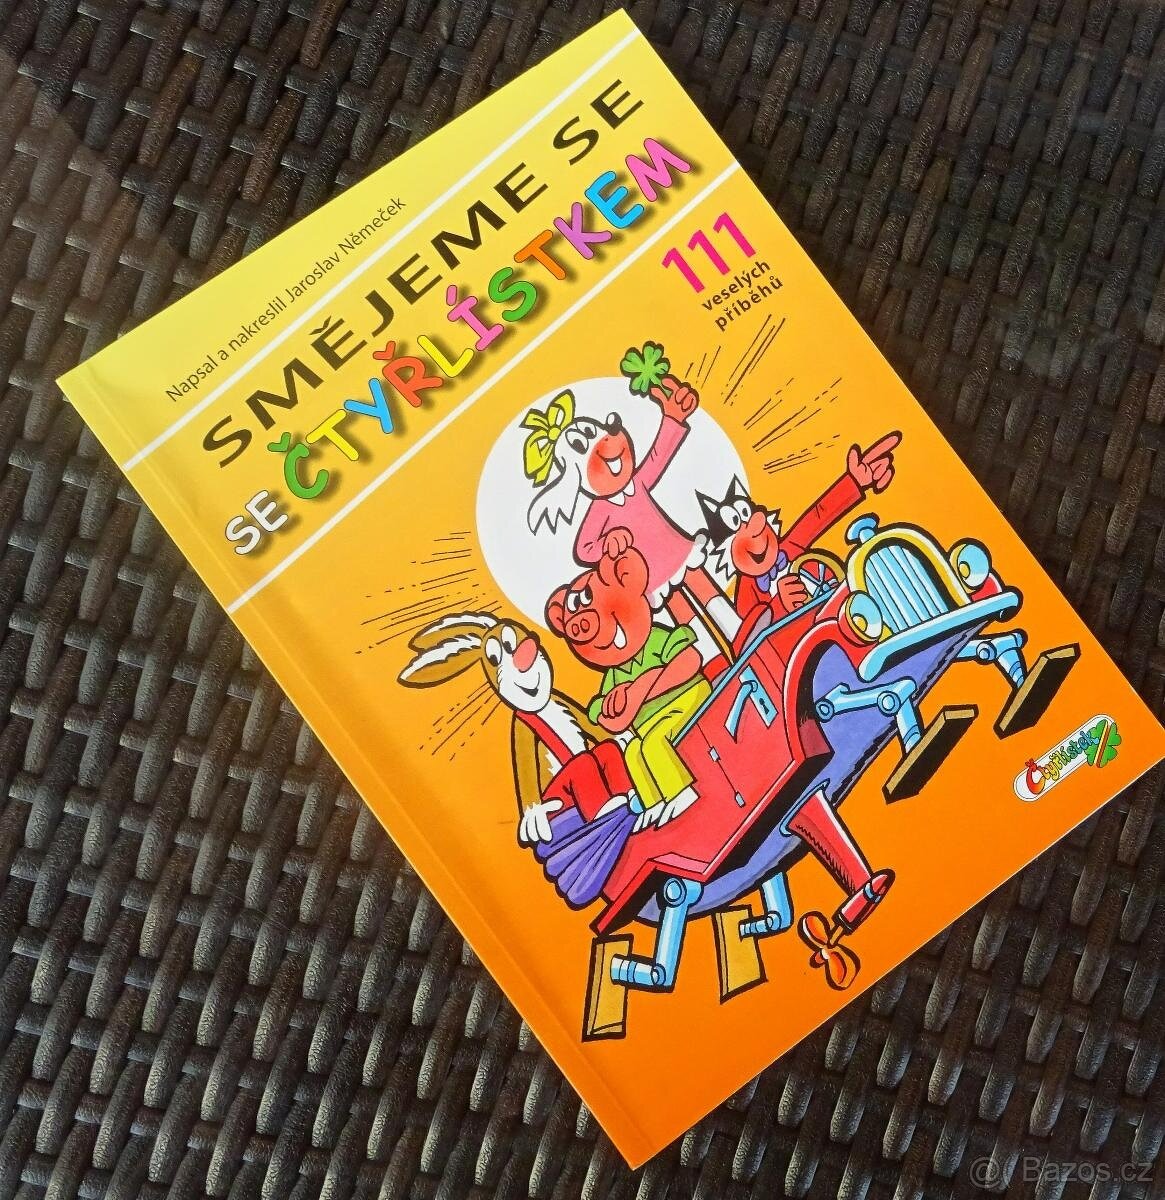 Napsal a nakreslil Jaroslav Němeček
SMĚJEME SE
SE ČTYŘLÍSTKEM
111
veselých
příběhů
Čtyřlístek
@ Bazos.cz